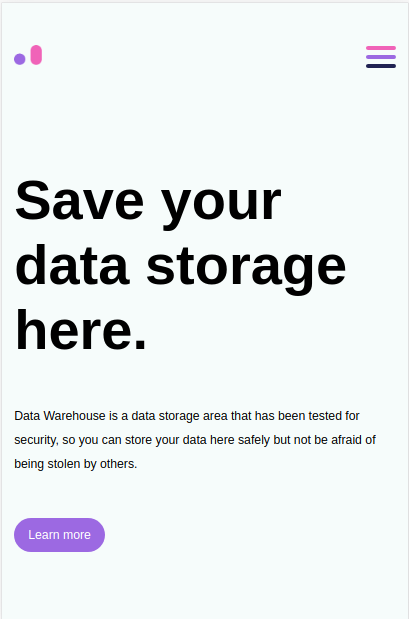 Save your
data storage
here.
Data Warehouse is a data storage area that has been tested for
security, so you can store your data here safely but not be afraid of
being stolen by others.
Learn more